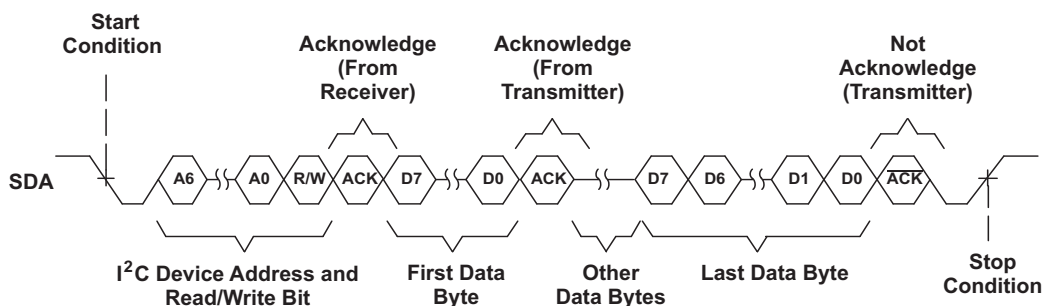 Start
Condition
Acknowledge
(From
Receiver)
Acknowledge
(From
Transmitter)
Not
Acknowledge
(Transmitter)
SDA
A6
A0
R/W
ACK
D7
D0
ACK
D7
D6
D1
D0
A̅C̅K̅
I²C Device Address and
Read/Write Bit
First Data
Byte
Other
Data Bytes
Last Data Byte
Stop
Condition